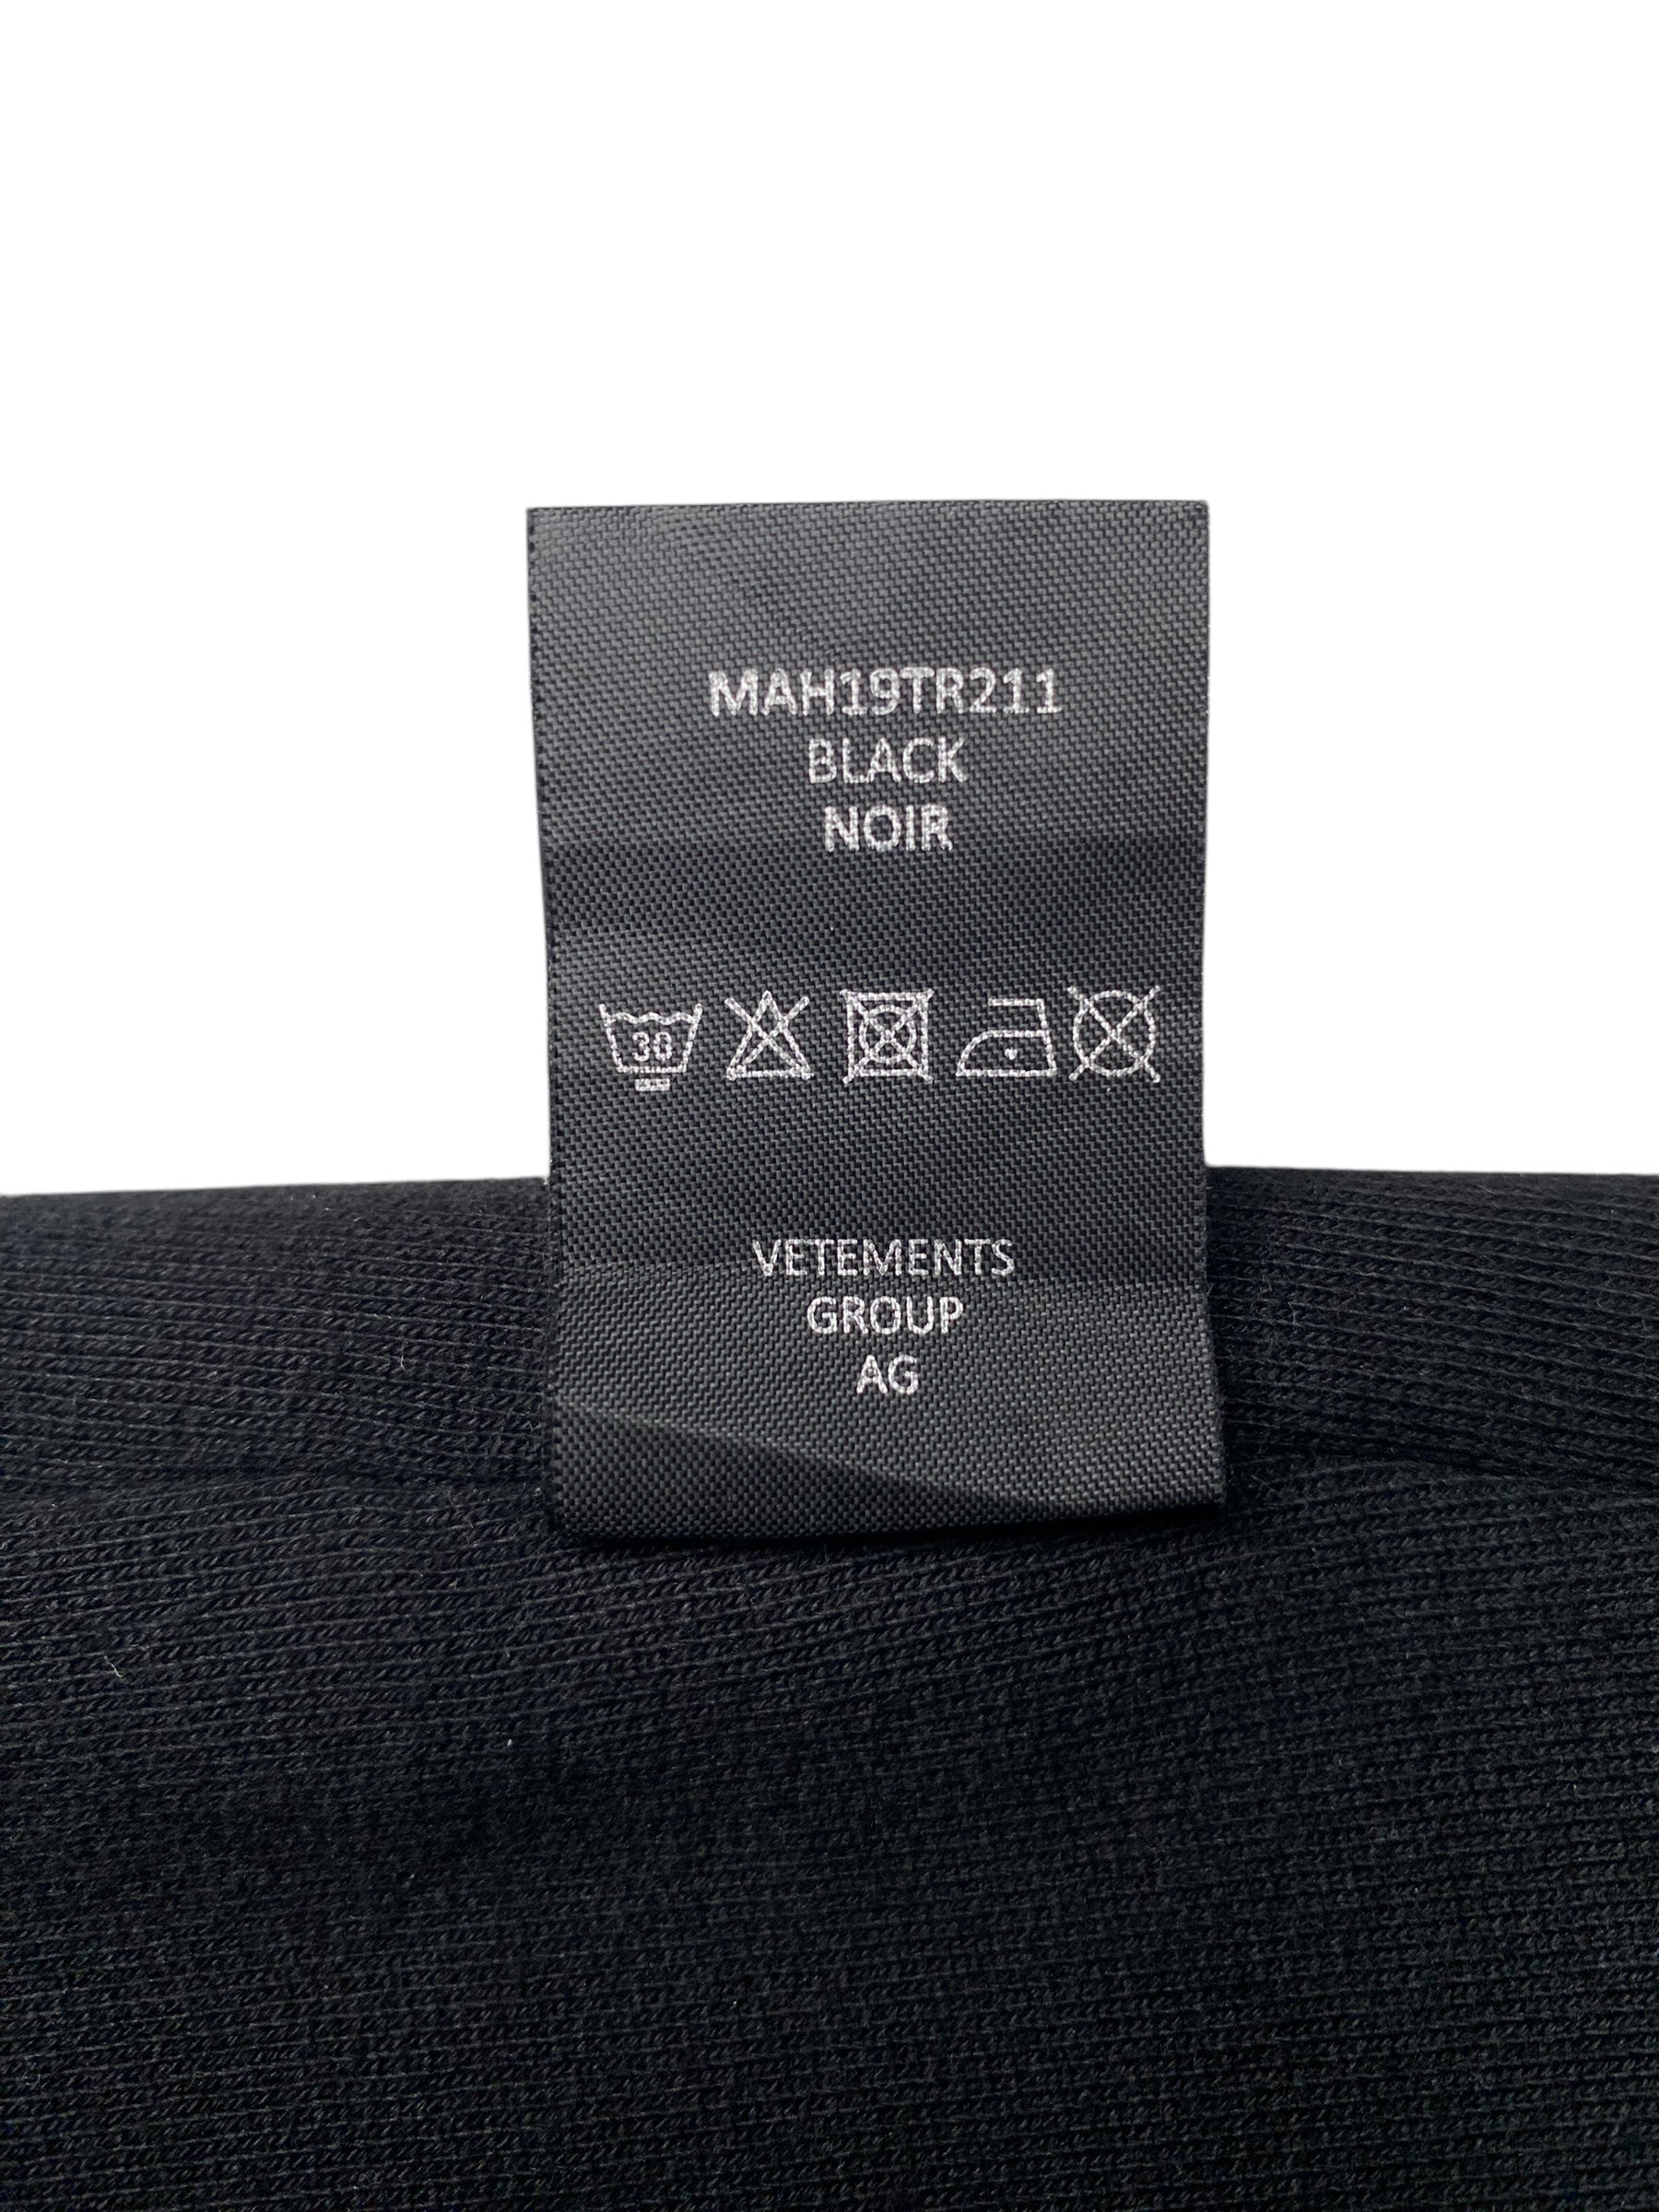 MAH19TR211
BLACK
NOIR
30
VETEMENTS
GROUP
AG